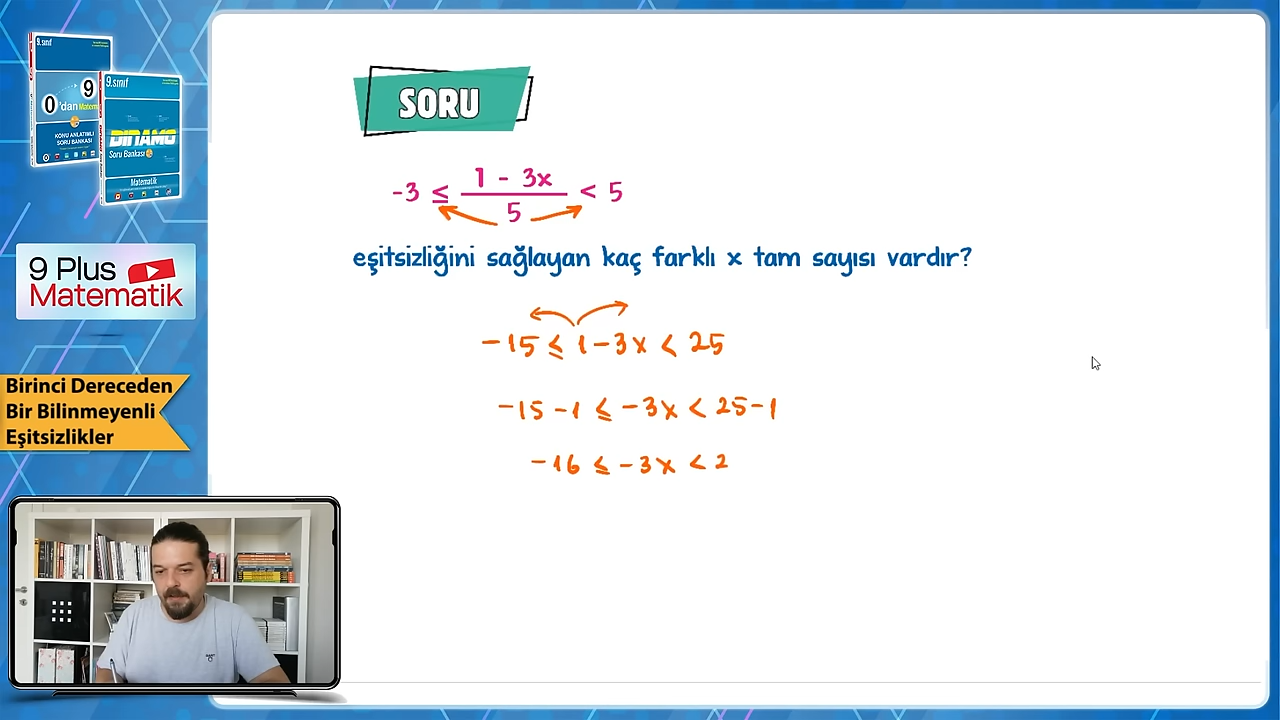 9.sınıf
0'dan
9
Matem
KONU ANLATIMLI
SORU BANKASI
9.sınıf
DİNAMO
Soru Bankası
Matematik
9 Plus
Matematik
Birinci Dereceden
Bir Bilinmeyenli
Eşitsizlikler
SORU
-3 ≤ (1 - 3x)/5 < 5
eşitsizliğini sağlayan kaç farklı x tam sayısı vardır?
-15 ≤ 1-3x < 25
-15 -1 ≤ -3x < 25-1
-16 ≤ -3x < 2